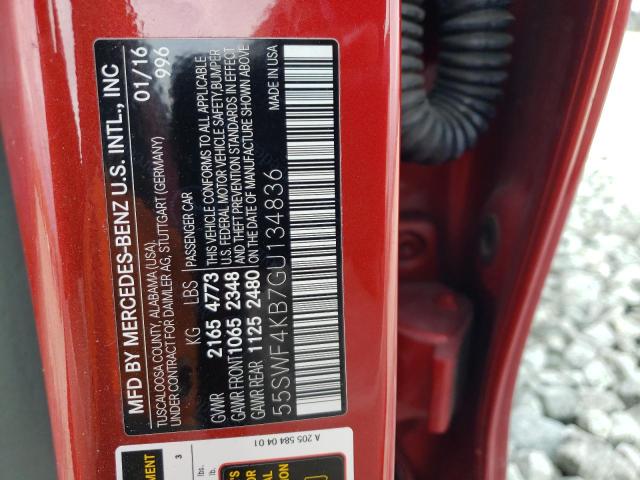 MFD BY MERCEDES-BENZ U.S. INTL., INC
01/16
TUSCALOOSA COUNTY, ALABAMA (USA),
996
UNDER CONTRACT FOR DAIMLER AG, STUTTGART (GERMANY)
KG LBS PASSENGER CAR
GVWR 2165 4773 THIS VEHICLE CONFORMS TO ALL APPLICABLE
GAWR FRONT 1065 2348 U.S. FEDERAL MOTOR VEHICLE SAFETY/BUMPER
GAWR REAR 1125 2480 AND THEFT PREVENTION STANDARDS IN EFFECT
ON THE DATE OF MANUFACTURE SHOWN ABOVE
55SWF4KB7GU134836 MADE IN USA
A 205 584 04 01
3
lbs.
lb.